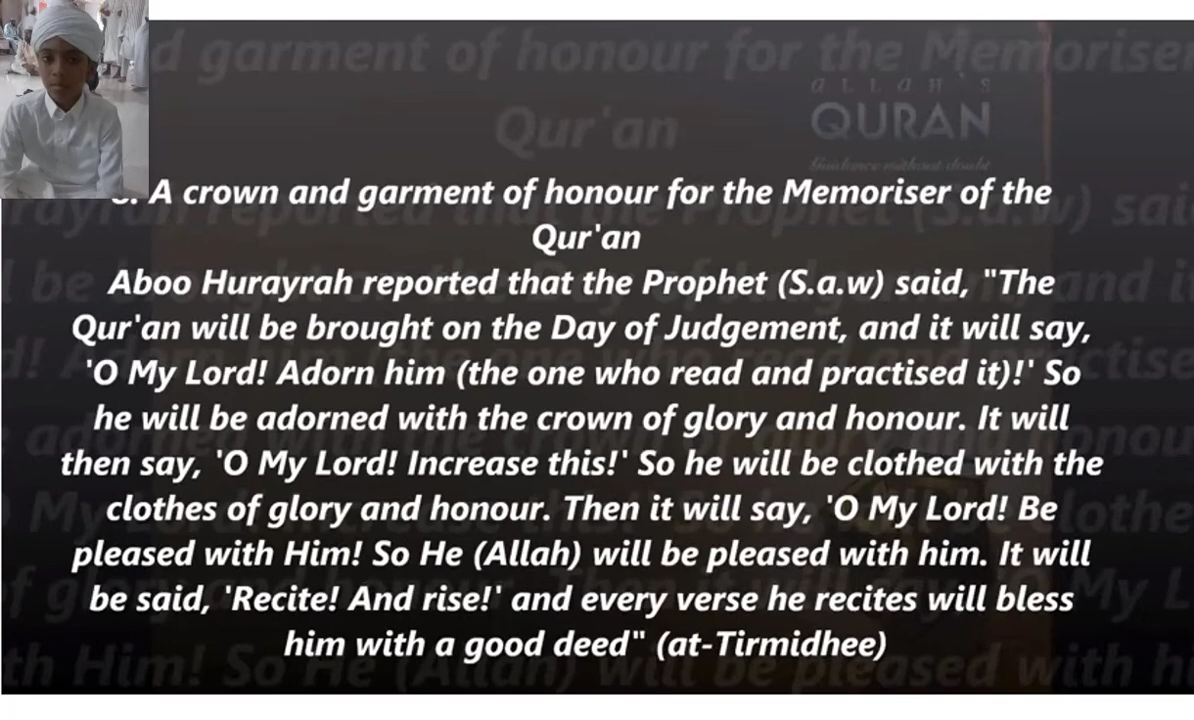 ALLAH'S
QURAN
Guidance without doubt
A crown and garment of honour for the Memoriser of the
Qur'an
Aboo Hurayrah reported that the Prophet (S.a.w) said, "The
Qur'an will be brought on the Day of Judgement, and it will say,
'O My Lord! Adorn him (the one who read and practised it)!' So
he will be adorned with the crown of glory and honour. It will
then say, 'O My Lord! Increase this!' So he will be clothed with the
clothes of glory and honour. Then it will say, 'O My Lord! Be
pleased with Him! So He (Allah) will be pleased with him. It will
be said, 'Recite! And rise!' and every verse he recites will bless
him with a good deed" (at-Tirmidhee)